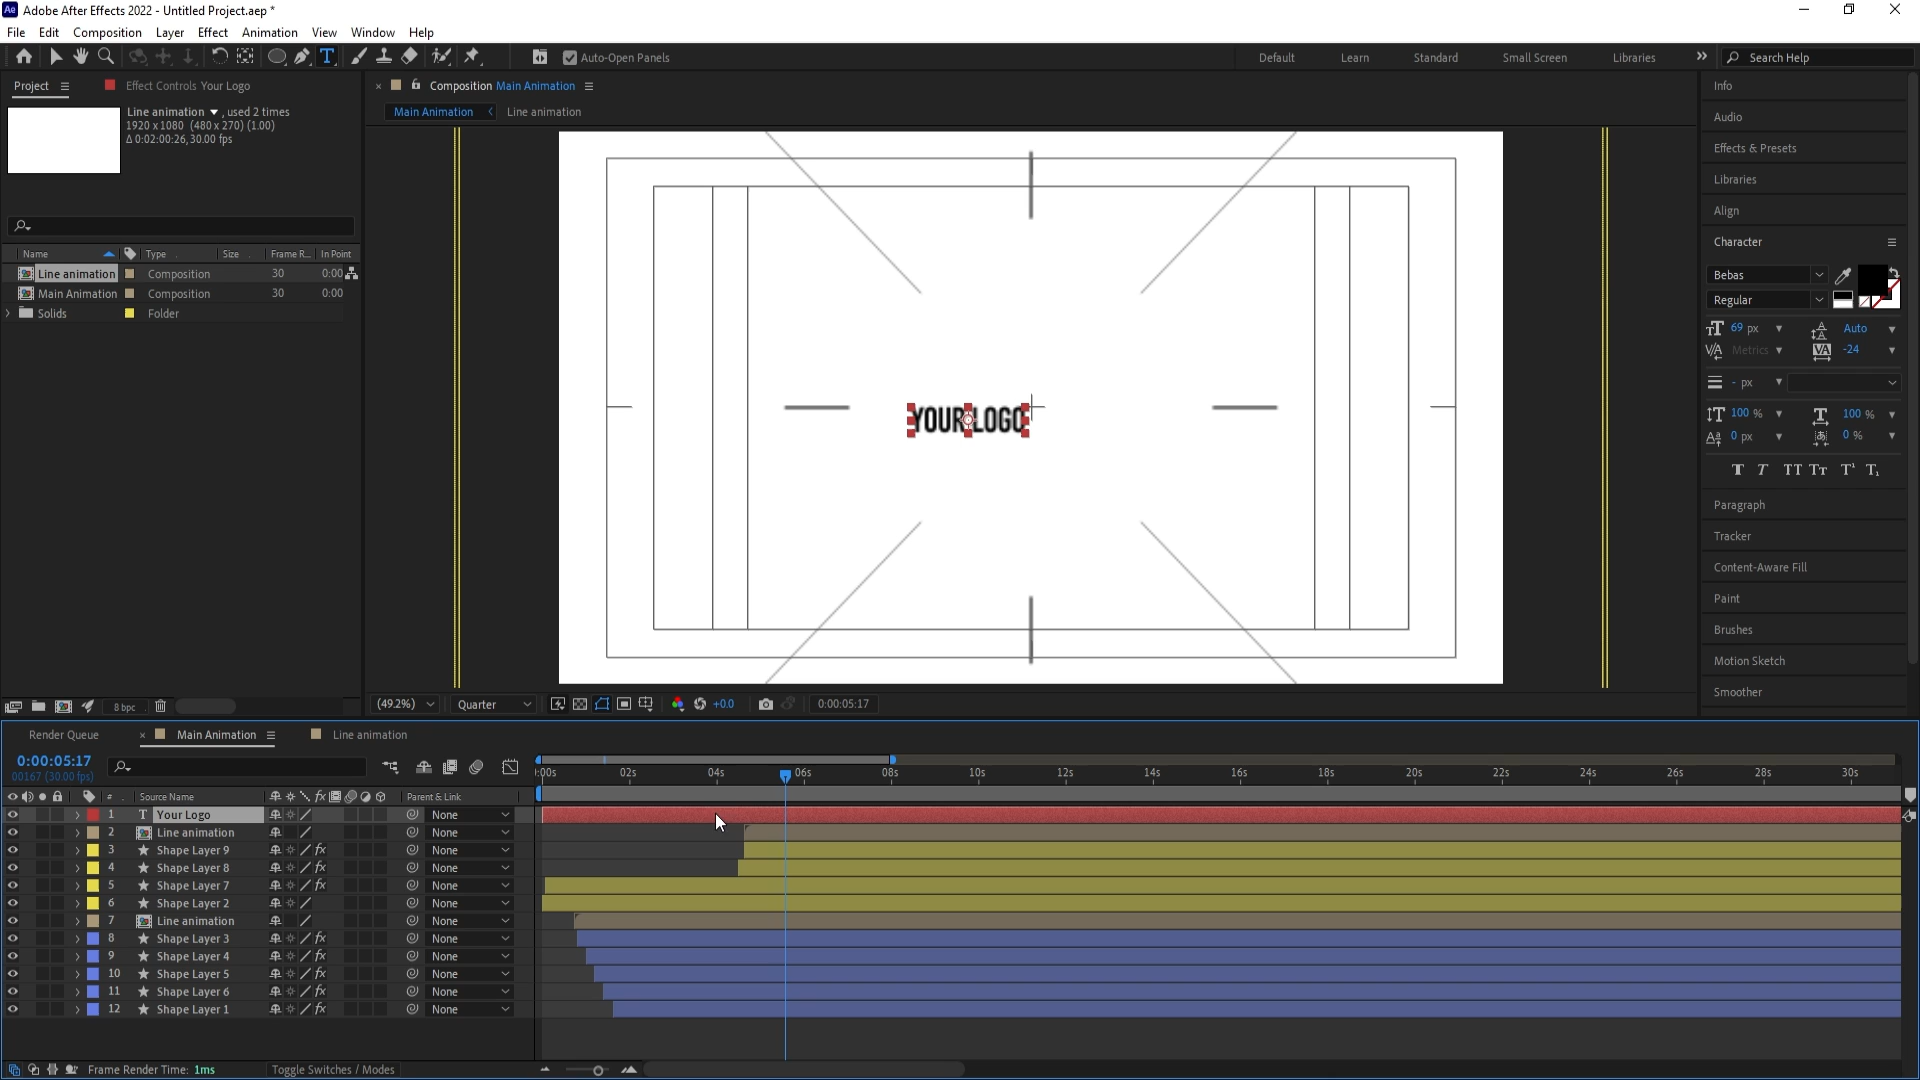 Adobe After Effects 2022 - Untitled Project.aep *
File Edit Composition Layer Effect Animation View Window Help
Auto-Open Panels Default Learn Standard Small Screen Libraries Search Help
Project Effect Controls Your Logo
Composition Main Animation
Main Animation Line animation
Line animation , used 2 times
1920 x 1080 (480 x 270) (1.00)
Δ 0:02:00:26, 30.00 fps
Name Type Size Frame R... In Point
Line animation Composition 30 0:00
Main Animation Composition 30 0:00
Solids Folder
8 bpc
YOUR LOGO
(49.2%) Quarter +0.0 0:00:05:17
Info
Audio
Effects & Presets
Libraries
Align
Character
Bebas
Regular
69 px Auto
Metrics -24
- px
100 % 100 %
0 px 0 %
T T TT Tt T¹ T₁
Paragraph
Tracker
Content-Aware Fill
Paint
Brushes
Motion Sketch
Smoother
Render Queue Main Animation Line animation
0:00:05:17
00167 (30.00 fps)
:00s 02s 04s 06s 08s 10s 12s 14s 16s 18s 20s 22s 24s 26s 28s 30s
# Source Name Parent & Link
1 Your Logo None
2 Line animation None
3 Shape Layer 9 None
4 Shape Layer 8 None
5 Shape Layer 7 None
6 Shape Layer 2 None
7 Line animation None
8 Shape Layer 3 None
9 Shape Layer 4 None
10 Shape Layer 5 None
11 Shape Layer 6 None
12 Shape Layer 1 None
Frame Render Time: 1ms Toggle Switches / Modes